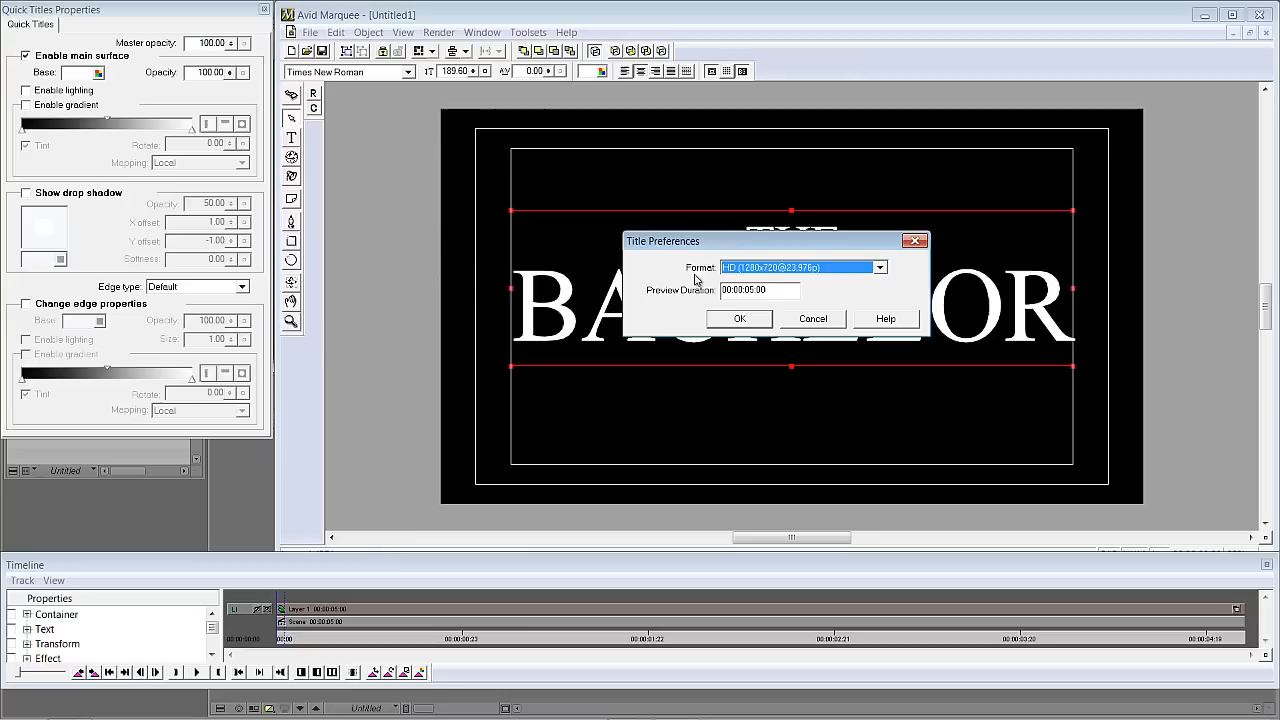 Quick Titles Properties
Quick Titles
Master opacity: 100.00
Enable main surface
Base: Opacity: 100.00
Enable lighting
Enable gradient
Tint Rotate: 0.00
Mapping: Local
Show drop shadow
Opacity: 50.00
X offset: 1.00
Y offset: -1.00
Softness: 0.00
Edge type: Default
Change edge properties
Base: Opacity: 100.00
Enable lighting Size: 1.00
Enable gradient
Tint Rotate: 0.00
Mapping: Local
Untitled
Avid Marquee - [Untitled1]
File Edit Object View Render Window Toolsets Help
Times New Roman 189.60 0.00
R
C
T
Title Preferences
Format: HD (1280x720@23.976p)
Preview Duration: 00:00:05:00
OK Cancel Help
Timeline
Track View
Properties
Container
Text
Transform
Effect
L1 Layer 1 00:00:05:00
Scene 00:00:05:00
00:00:00:00 00:00 00:00:00:23 00:00:01:22 00:00:02:21 00:00:03:20 00:00:04:19
Untitled